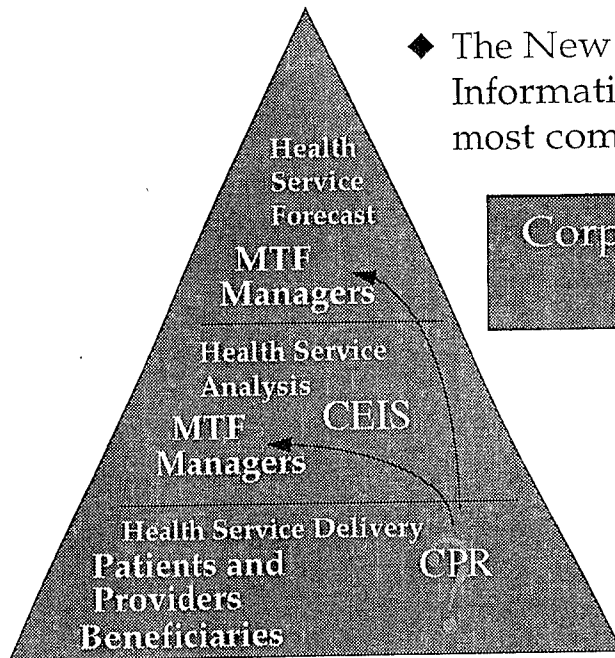 ◆ The New
Informati
most com
Corp
Health
Service
Forecast
MTF
Managers
Health Service
Analysis
CEIS
MTF
Managers
Health Service Delivery
Patients and
Providers
Beneficiaries
CPR